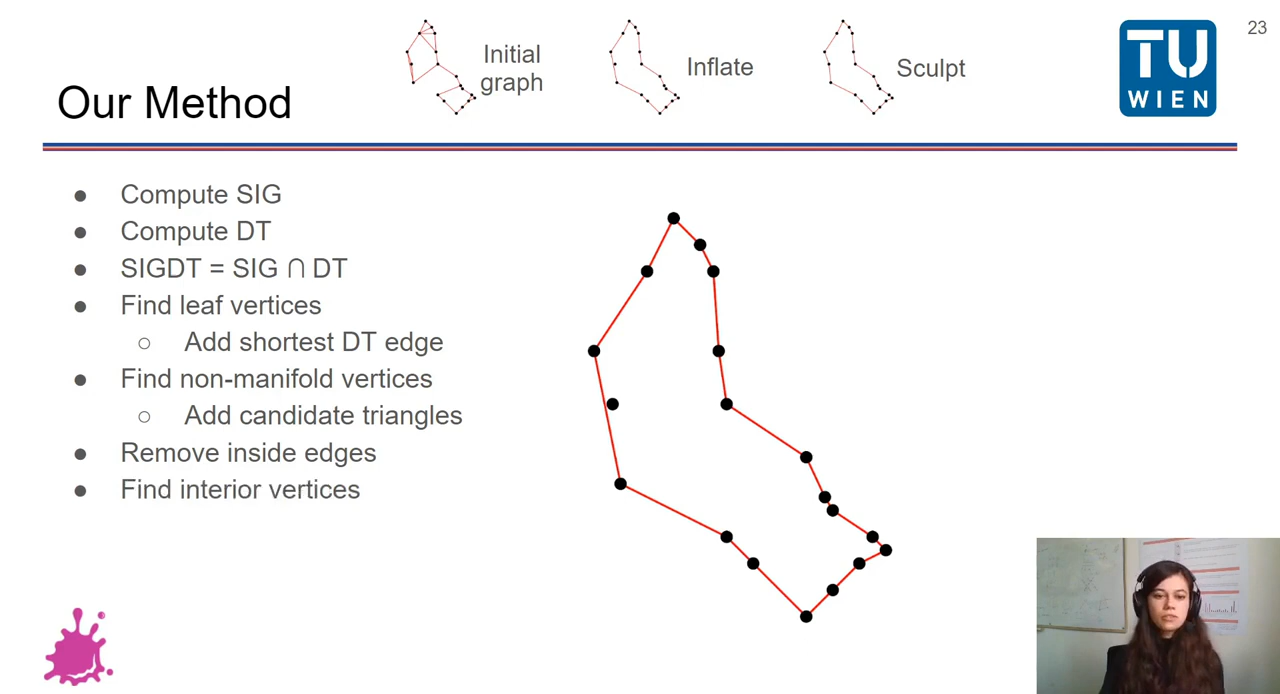 23
Initial
graph
Inflate
Sculpt
TU
WIEN
Our Method
● Compute SIG
● Compute DT
● SIGDT = SIG ∩ DT
● Find leaf vertices
○ Add shortest DT edge
● Find non-manifold vertices
○ Add candidate triangles
● Remove inside edges
● Find interior vertices